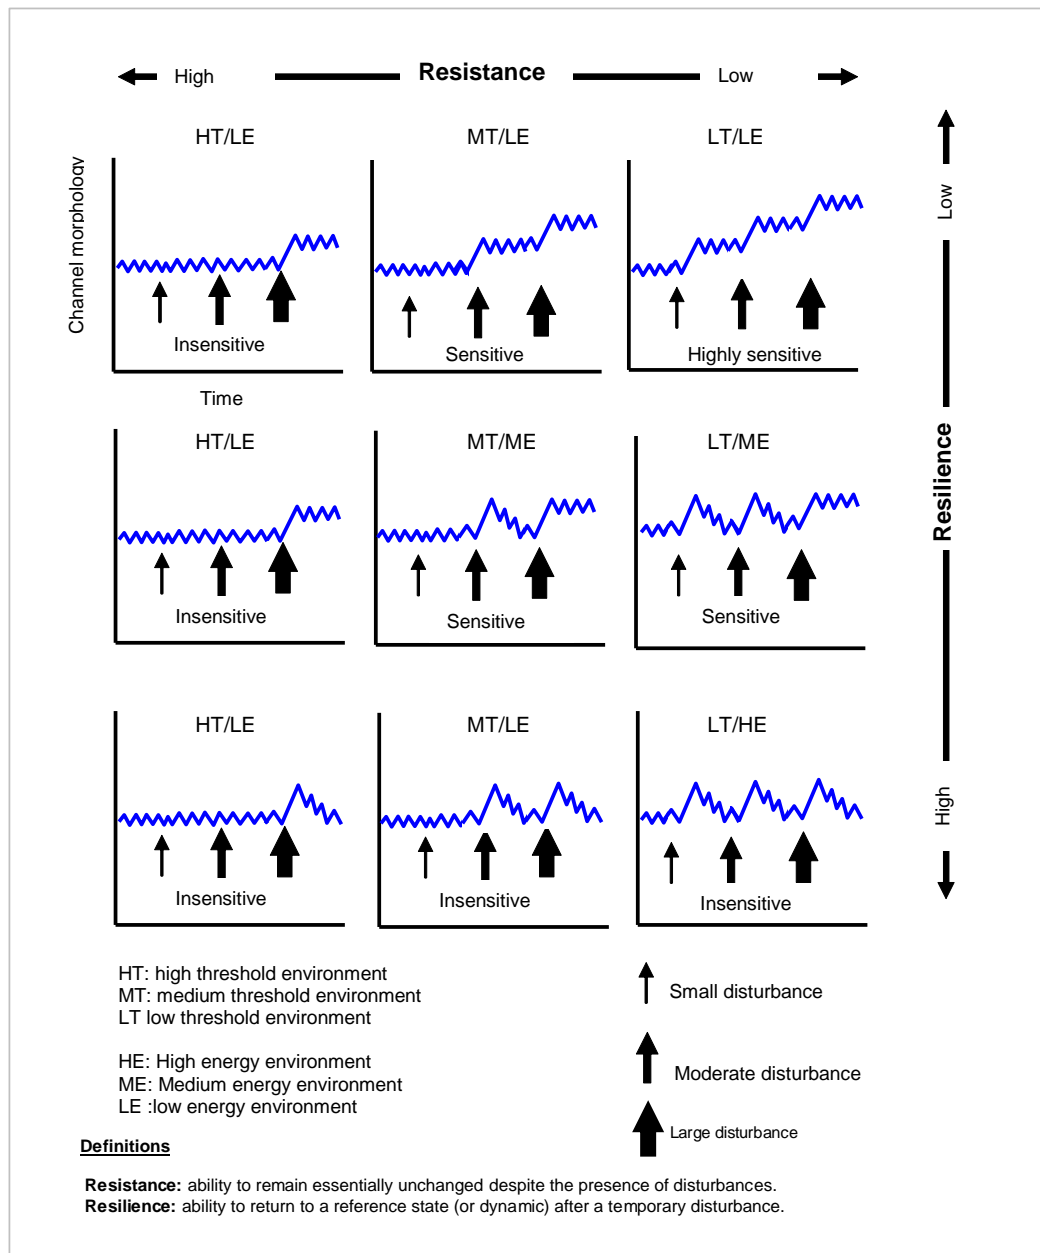 High Resistance Low
HT/LE MT/LE LT/LE
Channel morphology
Low
Insensitive Sensitive Highly sensitive
Time
HT/LE MT/ME LT/ME
Resilience
Insensitive Sensitive Sensitive
HT/LE MT/LE LT/HE
High
Insensitive Insensitive Insensitive
HT: high threshold environment
MT: medium threshold environment
LT low threshold environment
HE: High energy environment
ME: Medium energy environment
LE :low energy environment
Small disturbance
Moderate disturbance
Large disturbance
Definitions
Resistance: ability to remain essentially unchanged despite the presence of disturbances.
Resilience: ability to return to a reference state (or dynamic) after a temporary disturbance.